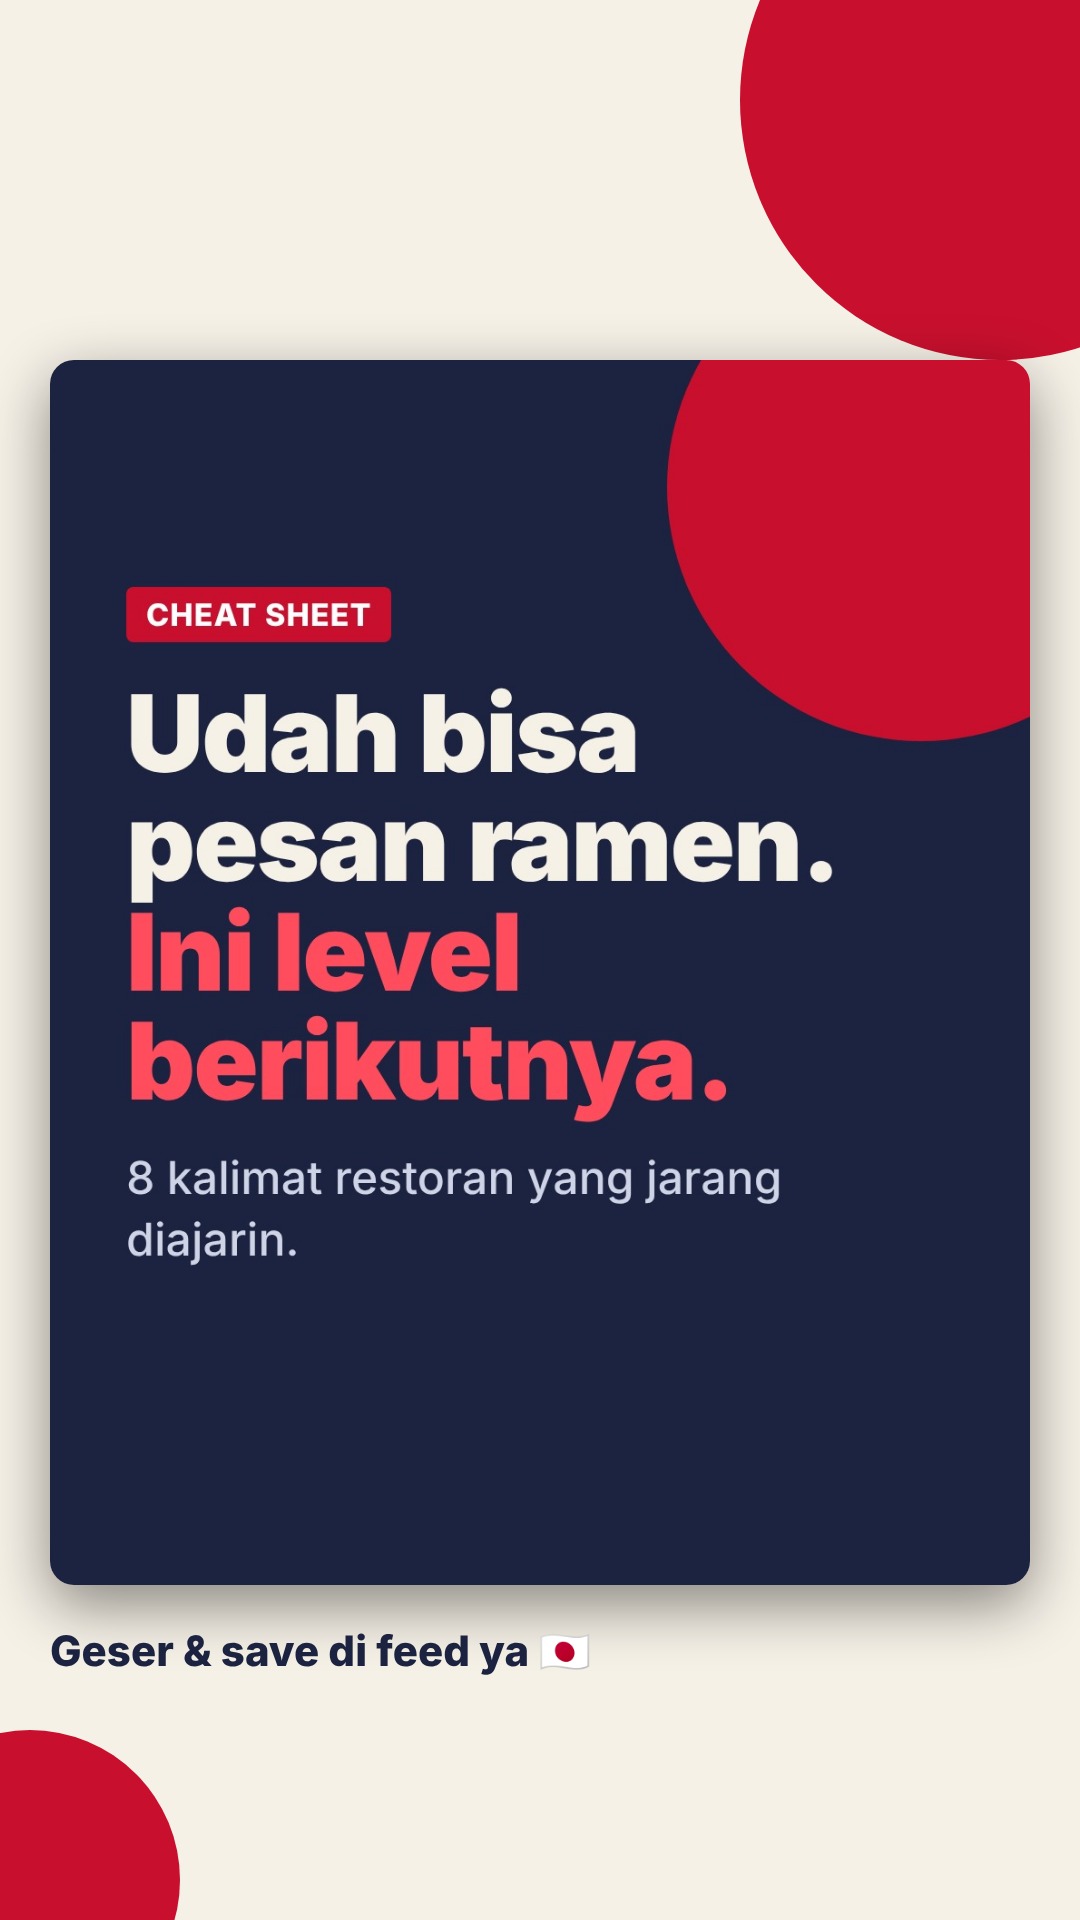 CHEAT SHEET
Udah bisa
pesan ramen.
Ini level
berikutnya.
8 kalimat restoran yang jarang
diajarin.
Geser & save di feed ya 🇯🇵